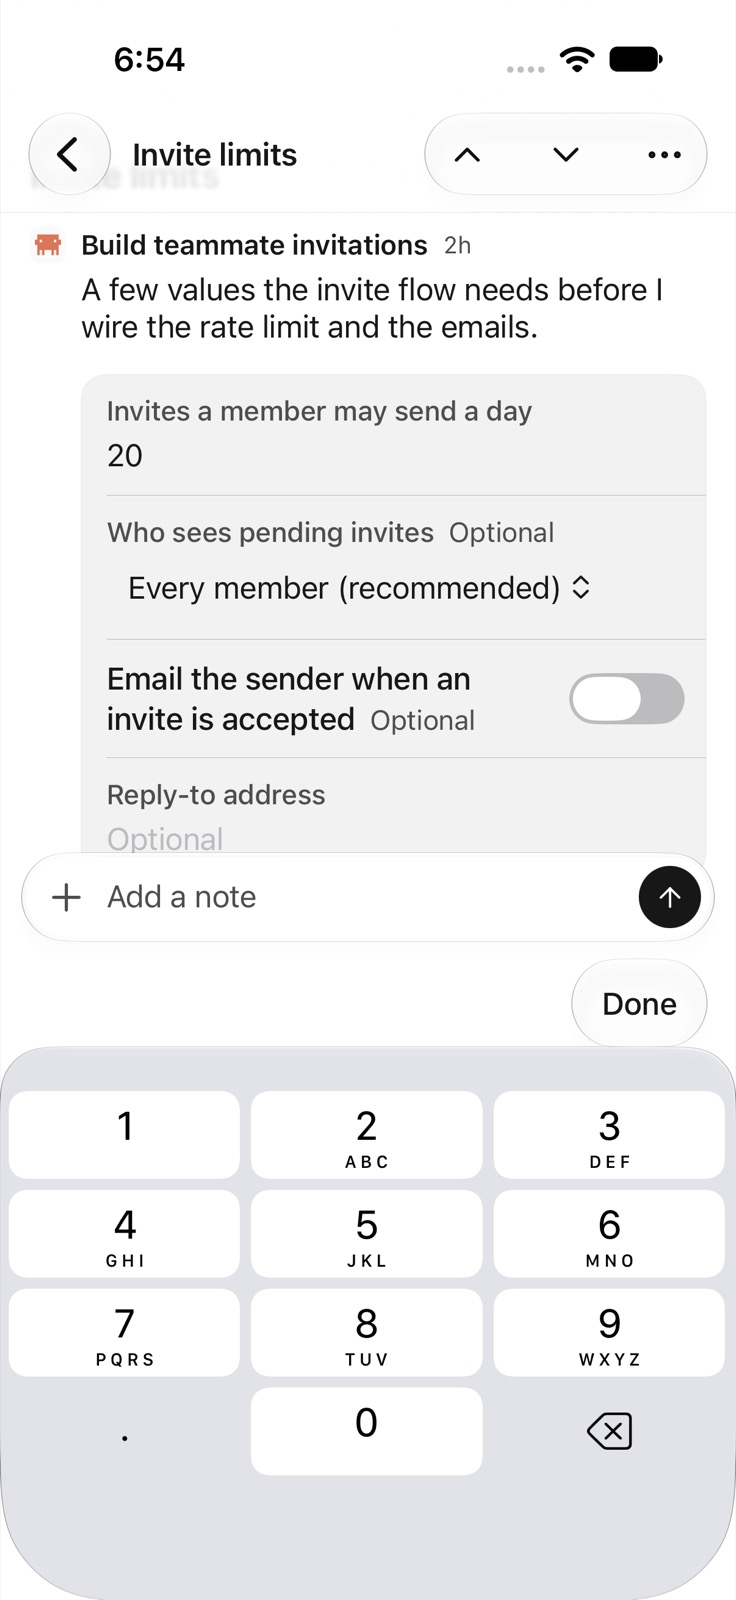 6:54
Invite limits
Build teammate invitations 2h
A few values the invite flow needs before I
wire the rate limit and the emails.
Invites a member may send a day
20
Who sees pending invites Optional
Every member (recommended)
Email the sender when an
invite is accepted Optional
Reply-to address
Optional
Add a note
Done
1
2
ABC
3
DEF
4
GHI
5
JKL
6
MNO
7
PQRS
8
TUV
9
WXYZ
.
0